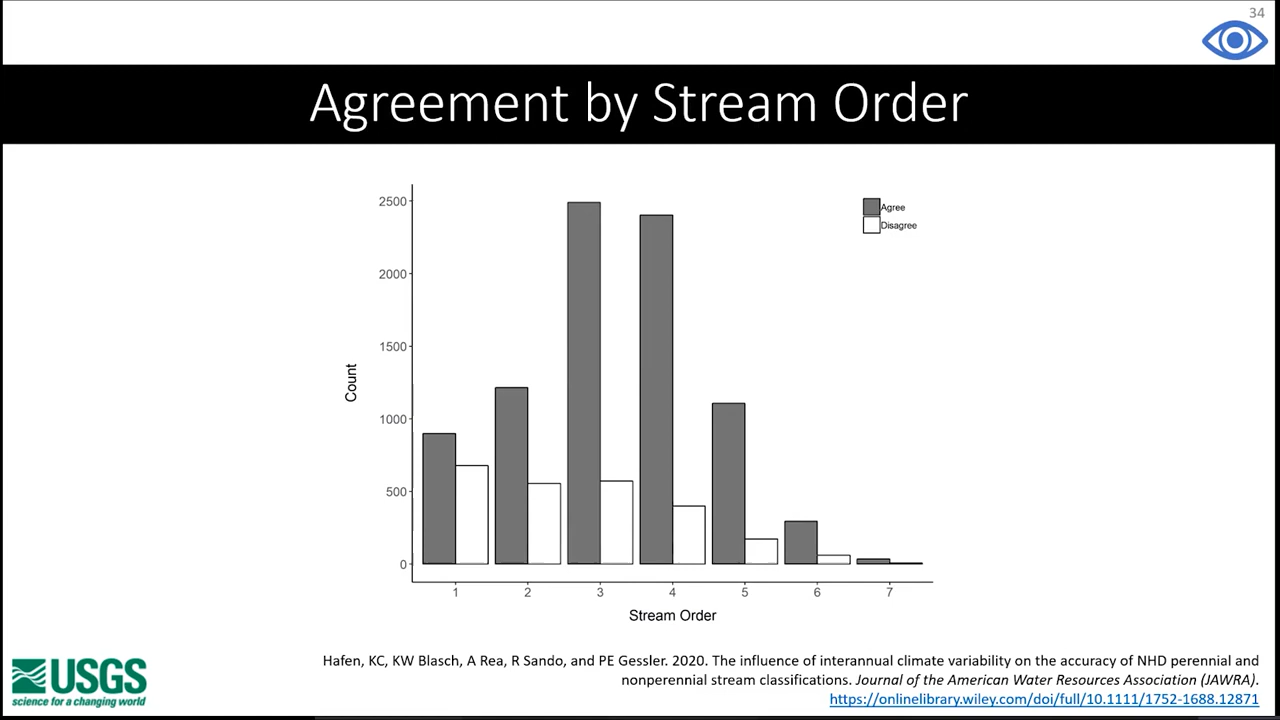 34
Agreement by Stream Order
2500
2000
1500
1000
500
0
Count
1 2 3 4 5 6 7
Stream Order
Agree
Disagree
Hafen, KC, KW Blasch, A Rea, R Sando, and PE Gessler. 2020. The influence of interannual climate variability on the accuracy of NHD perennial and
nonperennial stream classifications. Journal of the American Water Resources Association (JAWRA).
https://onlinelibrary.wiley.com/doi/full/10.1111/1752-1688.12871
USGS
science for a changing world